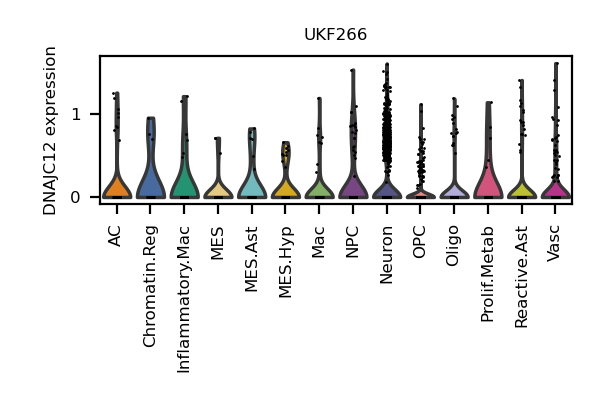 UKF266
DNAJC12 expression
1
0
AC
Chromatin.Reg
Inflammatory.Mac
MES
MES.Ast
MES.Hyp
Mac
NPC
Neuron
OPC
Oligo
Prolif.Metab
Reactive.Ast
Vasc